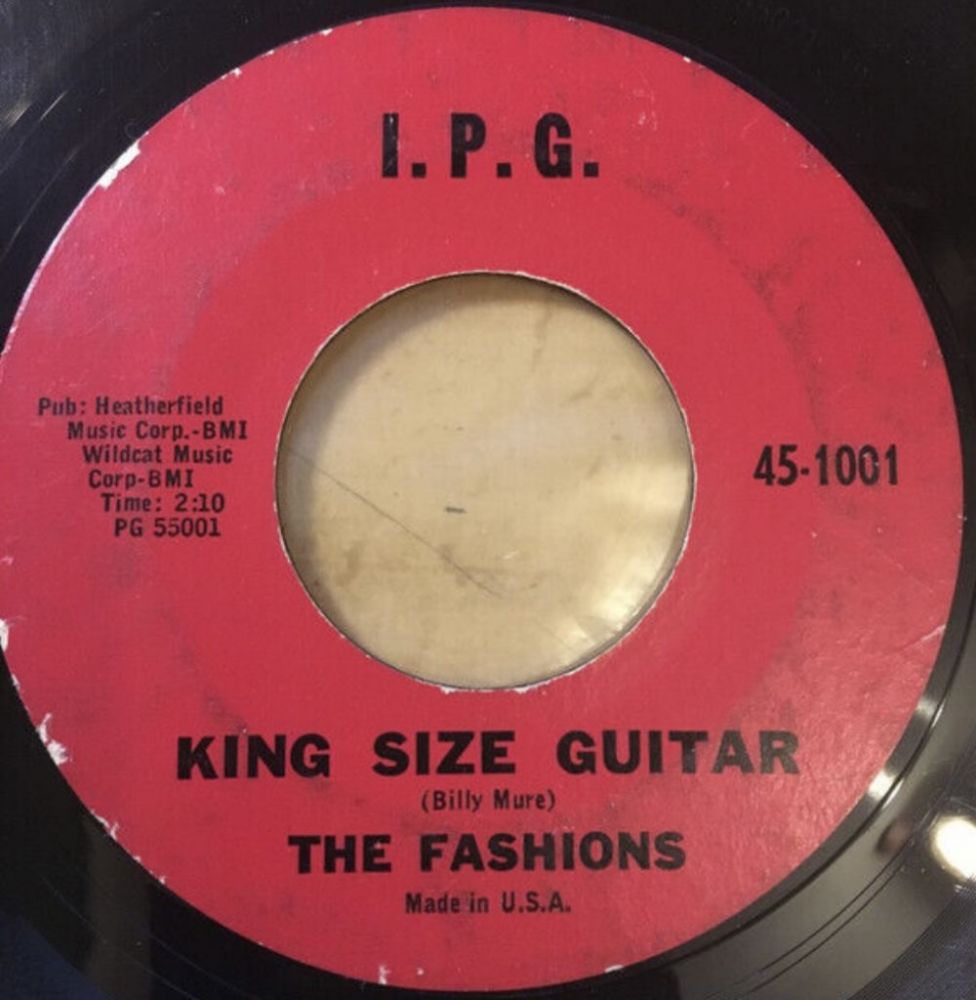 I.P.G.
Pub: Heatherfield
Music Corp.-BMI
Wildcat Music
Corp-BMI
Time: 2:10
PG 55001
45-1001
KING SIZE GUITAR
(Billy Mure)
THE FASHIONS
Made in U.S.A.